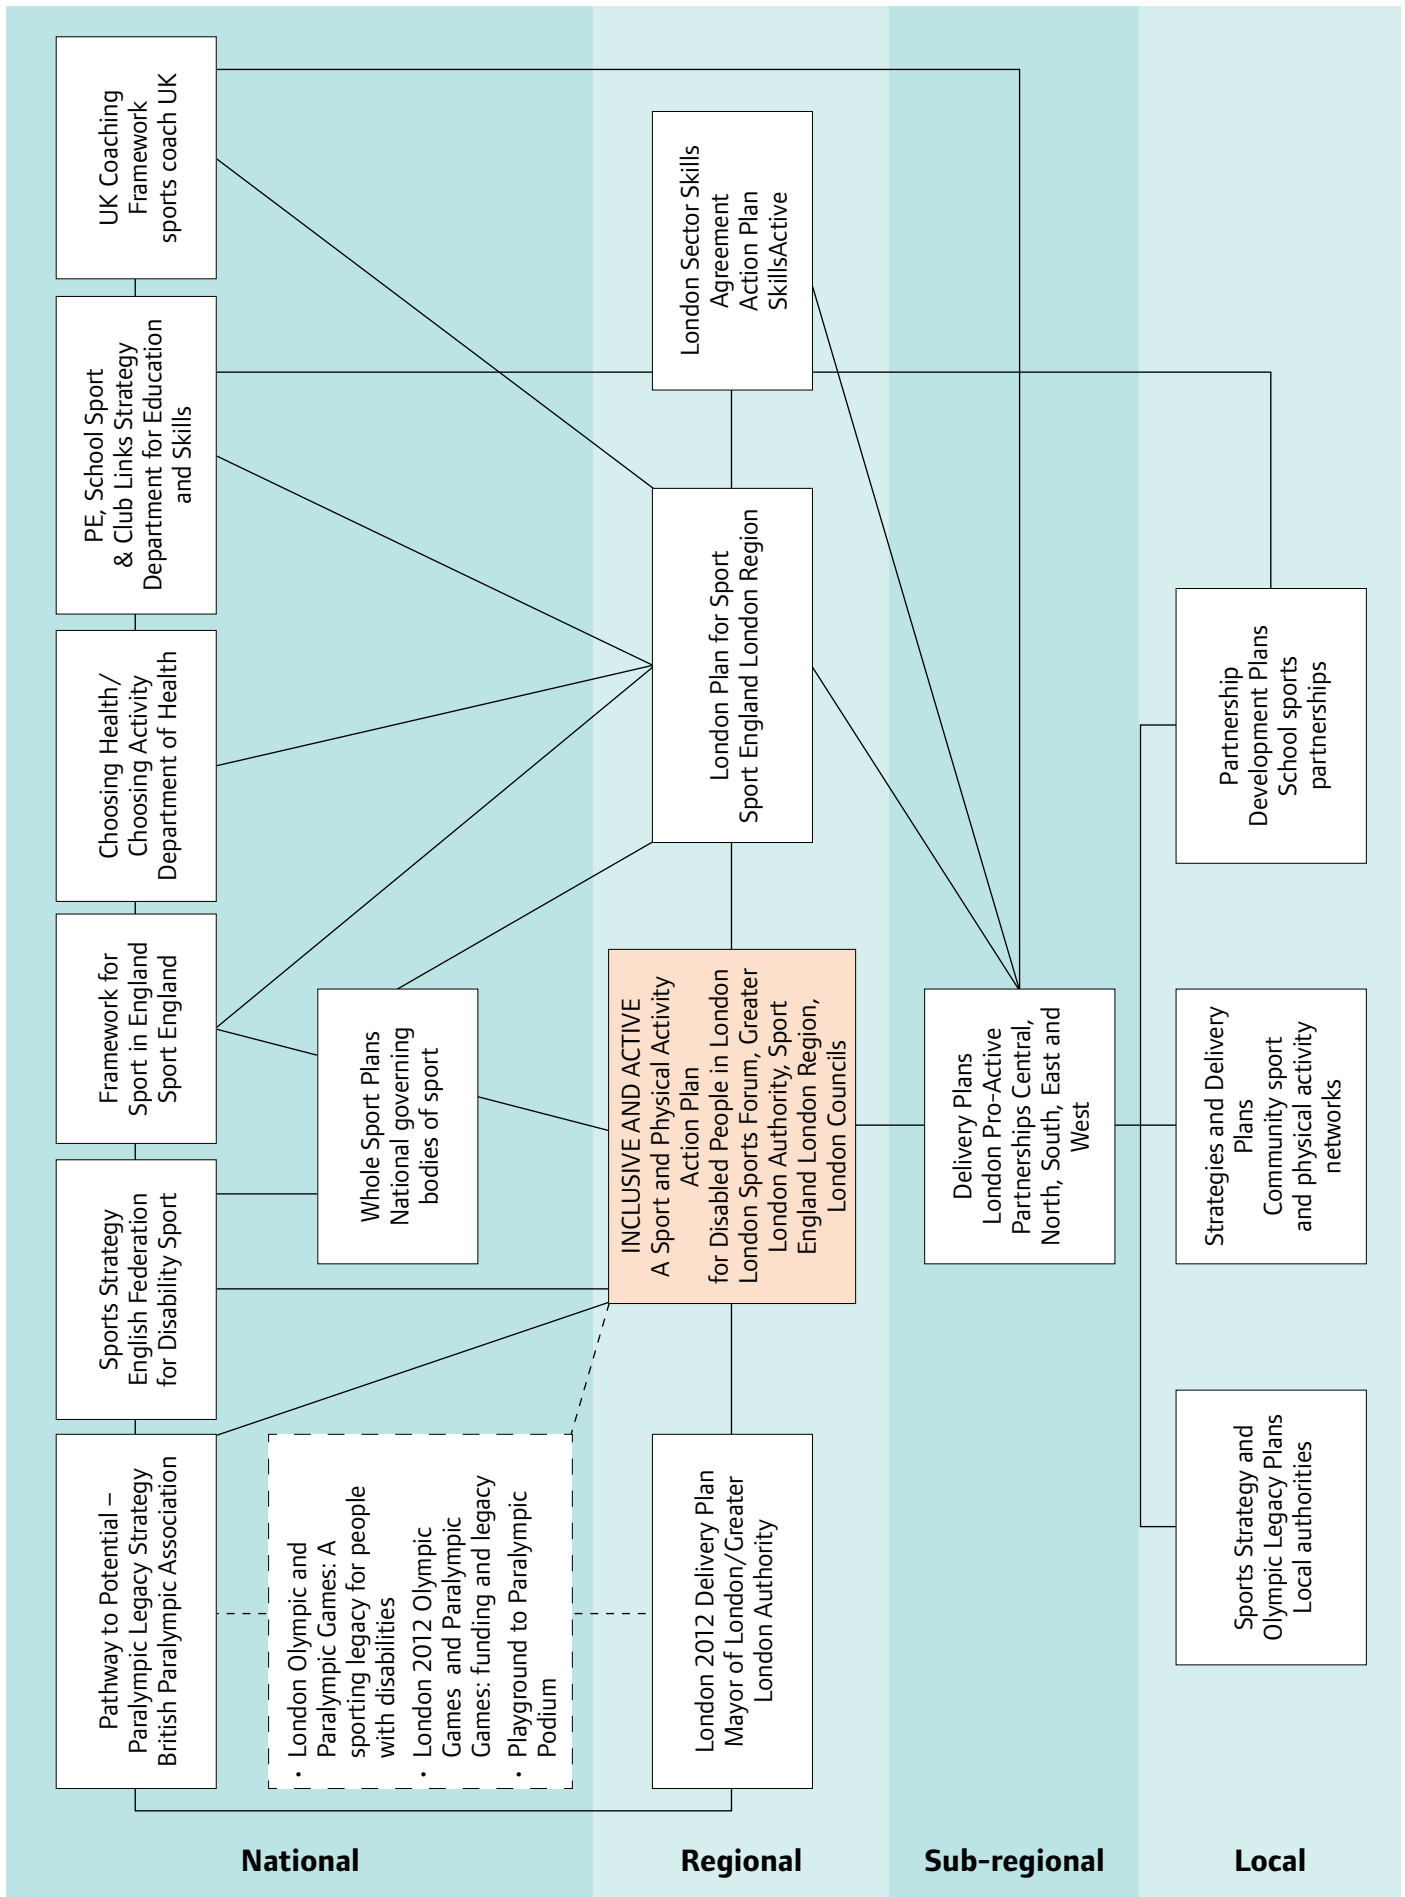 National
Pathway to Potential –
Paralympic Legacy Strategy
British Paralympic Association
Sports Strategy
English Federation
for Disability Sport
Framework for
Sport in England
Sport England
Choosing Health/
Choosing Activity
Department of Health
PE, School Sport
& Club Links Strategy
Department for Education
and Skills
UK Coaching
Framework
sports coach UK
• London Olympic and
Paralympic Games: A
sporting legacy for people
with disabilities
• London 2012 Olympic
Games and Paralympic
Games: funding and legacy
• Playground to Paralympic
Podium
Whole Sport Plans
National governing
bodies of sport
Regional
London 2012 Delivery Plan
Mayor of London/Greater
London Authority
INCLUSIVE AND ACTIVE
A Sport and Physical Activity
Action Plan
for Disabled People in London
London Sports Forum, Greater
London Authority, Sport
England London Region,
London Councils
London Plan for Sport
Sport England London Region
London Sector Skills
Agreement
Action Plan
SkillsActive
Sub-regional
Delivery Plans
London Pro-Active
Partnerships Central,
North, South, East and
West
Local
Sports Strategy and
Olympic Legacy Plans
Local authorities
Strategies and Delivery
Plans
Community sport
and physical activity
networks
Partnership
Development Plans
School sports
partnerships